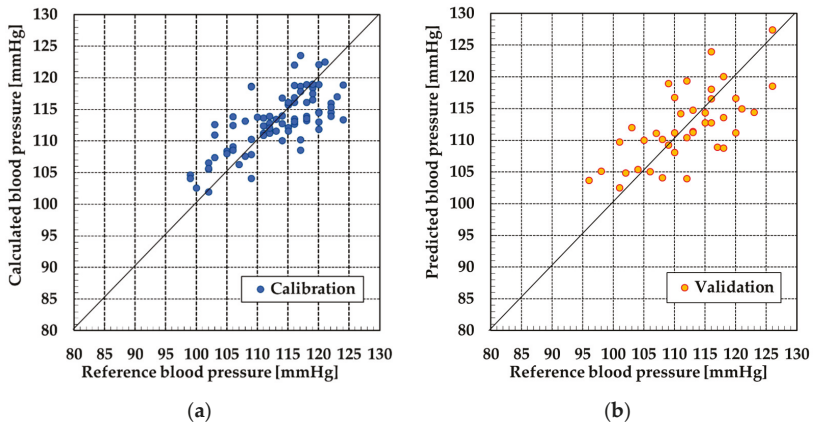 130
125
120
115
110
105
100
95
90
85
80
Calculated blood pressure [mmHg]
Calibration
80 85 90 95 100 105 110 115 120 125 130
Reference blood pressure [mmHg]
(a)
130
125
120
115
110
105
100
95
90
85
80
Predicted blood pressure [mmHg]
Validation
80 85 90 95 100 105 110 115 120 125 130
Reference blood pressure [mmHg]
(b)